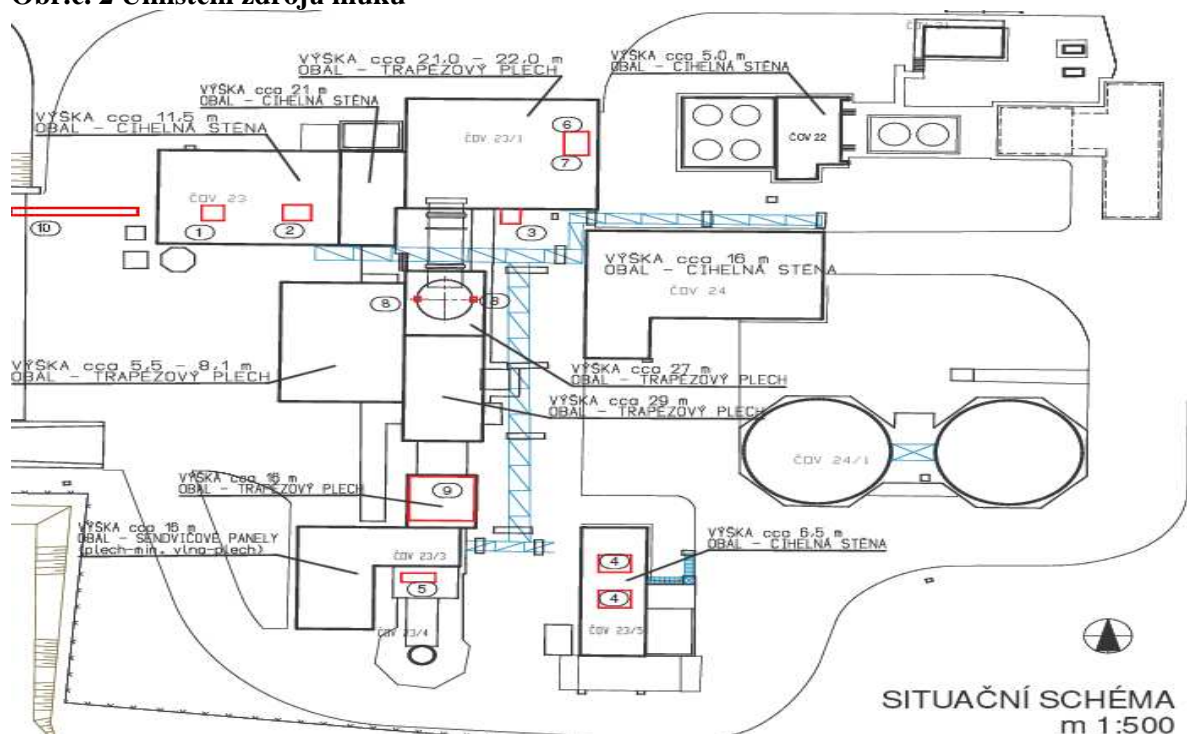 Obr.č. 2 Umístění zdrojů hluku
ČOV 21
VÝŠKA cca 21,0 - 22,0 m
OBAL - TRAPÉZOVÝ PLECH
VÝŠKA cca 5,0 m
OBAL - CIHELNÁ STĚNA
VÝŠKA cca 21 m
OBAL - CIHELNÁ STĚNA
VÝŠKA cca 11,5 m
OBAL - CIHELNÁ STĚNA
6
ČOV 23/1
7
ČOV 22
ČOV 23
10
1
2
3
VÝŠKA cca 16 m
OBAL - CIHELNÁ STĚNA
ČOV 24
8
8
VÝŠKA cca 5,5 - 8,1 m
OBAL - TRAPÉZOVÝ PLECH
VÝŠKA cca 27 m
OBAL - TRAPÉZOVÝ PLECH
VÝŠKA cca 29 m
OBAL - TRAPÉZOVÝ PLECH
ČOV 24/1
VÝŠKA cca 16 m
OBAL - TRAPÉZOVÝ PLECH
9
VÝŠKA cca 16 m
OBAL - SENDVIČOVÉ PANELY
(plech-min. vlna-plech)
VÝŠKA cca 6,5 m
OBAL - CIHELNÁ STĚNA
ČOV 23/3
4
5
4
ČOV 23/4
ČOV 23/5
SITUAČNÍ SCHÉMA
m 1:500